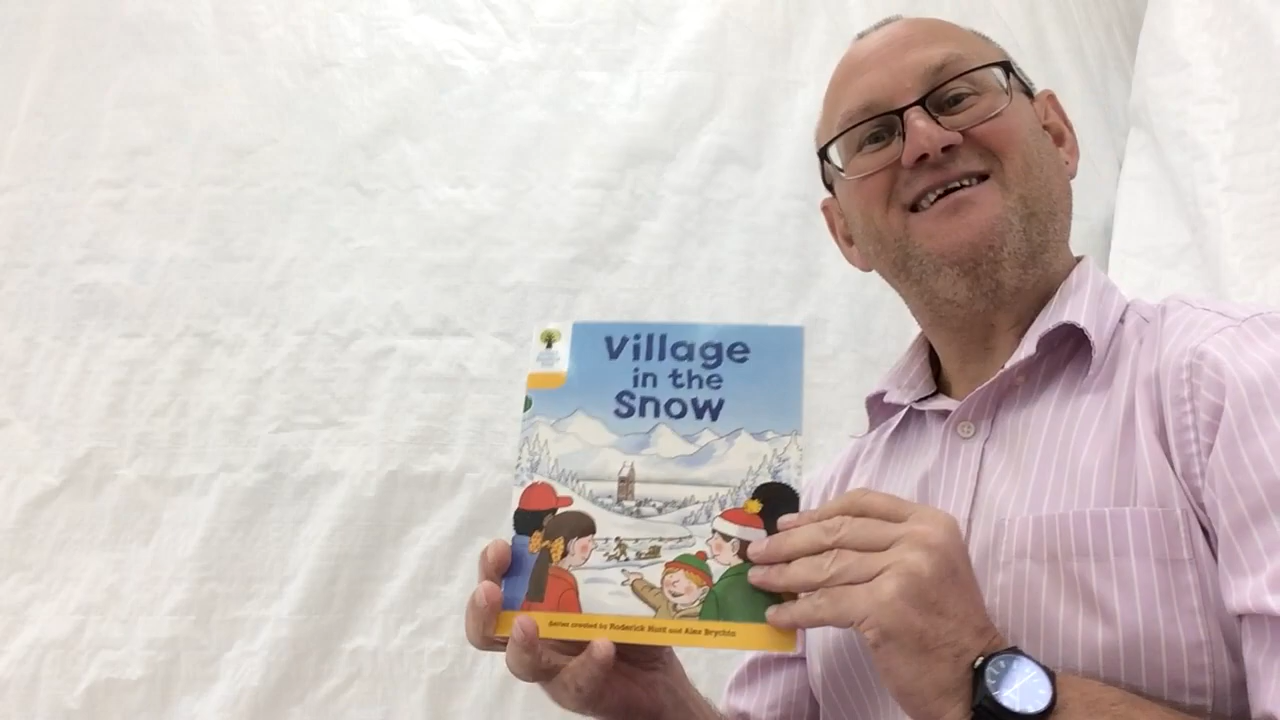 Village
in the
Snow
Series created by Roderick Hunt and Alex Brychta